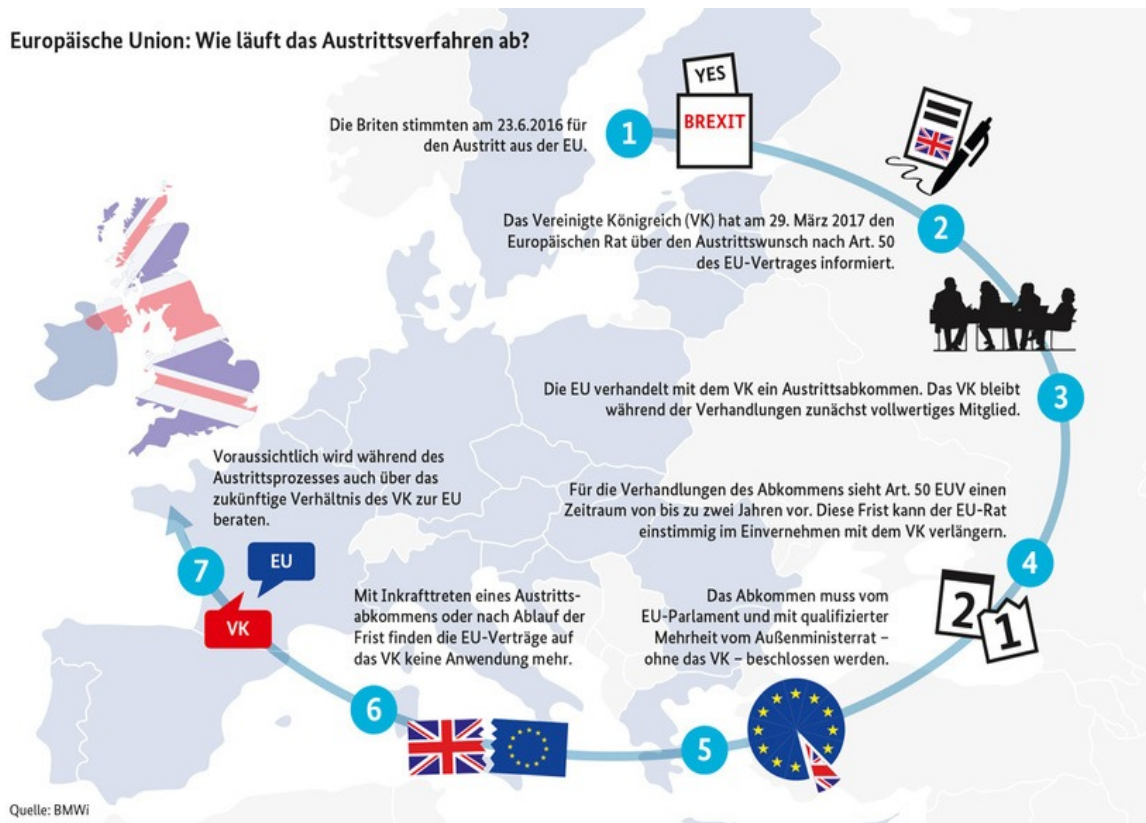 Europäische Union: Wie läuft das Austrittsverfahren ab?
YES
BREXIT
1
Die Briten stimmten am 23.6.2016 für
den Austritt aus der EU.
2
Das Vereinigte Königreich (VK) hat am 29. März 2017 den
Europäischen Rat über den Austrittswunsch nach Art. 50
des EU-Vertrages informiert.
3
Die EU verhandelt mit dem VK ein Austrittsabkommen. Das VK bleibt
während der Verhandlungen zunächst vollwertiges Mitglied.
4
Für die Verhandlungen des Abkommens sieht Art. 50 EUV einen
Zeitraum von bis zu zwei Jahren vor. Diese Frist kann der EU-Rat
einstimmig im Einvernehmen mit dem VK verlängern.
2
1
5
Das Abkommen muss vom
EU-Parlament und mit qualifizierter
Mehrheit vom Außenministerrat –
ohne das VK – beschlossen werden.
6
Mit Inkrafttreten eines Austritts-
abkommens oder nach Ablauf der
Frist finden die EU-Verträge auf
das VK keine Anwendung mehr.
7
Voraussichtlich wird während des
Austrittsprozesses auch über das
zukünftige Verhältnis des VK zur EU
beraten.
EU
VK
Quelle: BMWi